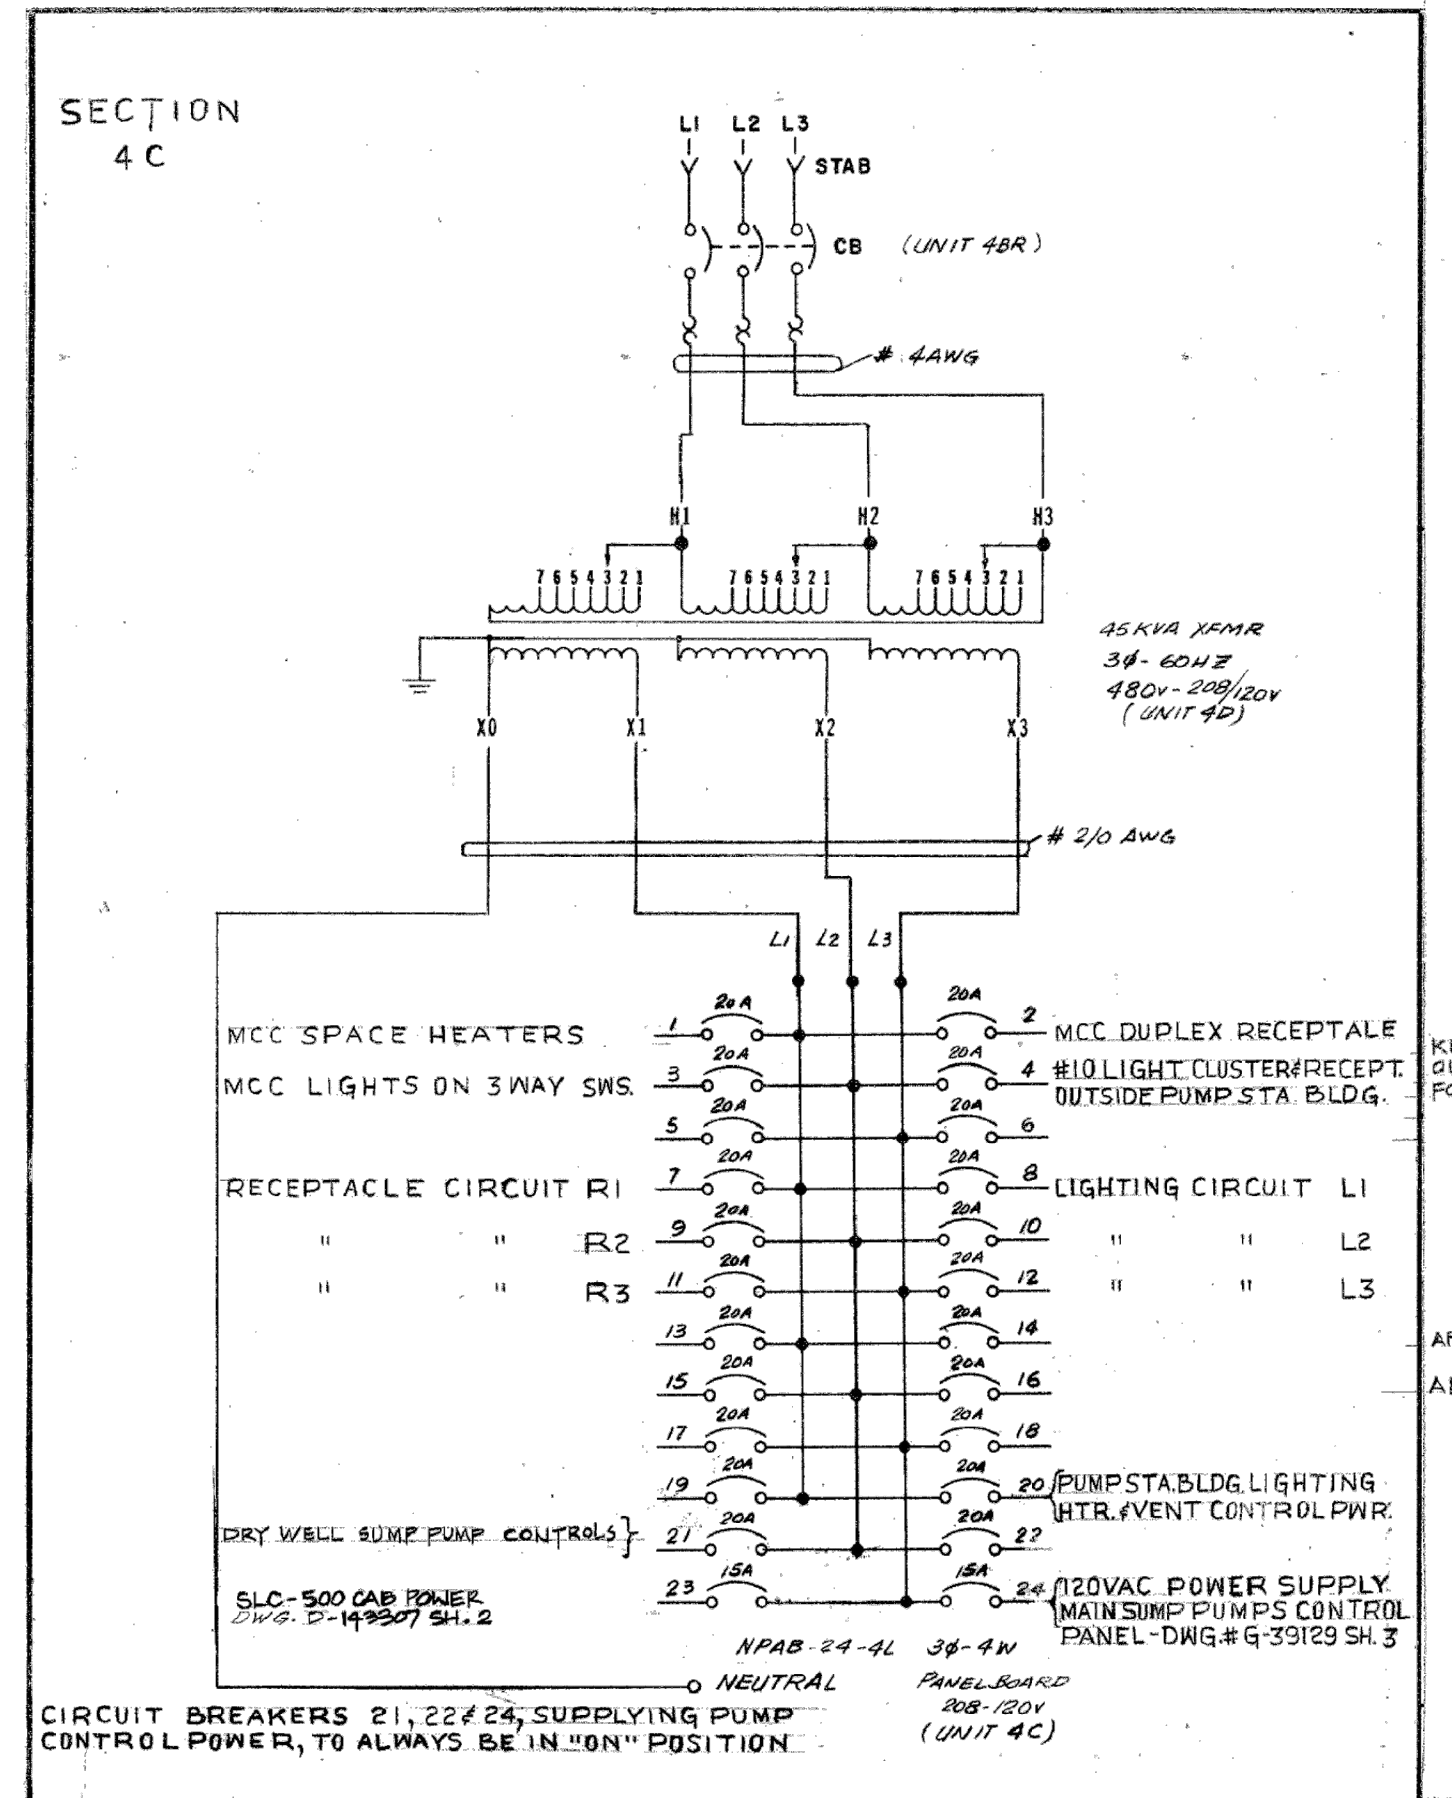 SECTION
4 C
L1 L2 L3
STAB
CB (UNIT 4BR)
# 4AWG
H1 H2 H3
7 6 5 4 3 2 1 7 6 5 4 3 2 1 7 6 5 4 3 2 1
45 KVA XFMR
3ϕ- 60HZ
480V-208/120V
(UNIT 4D)
X0 X1 X2 X3
# 2/0 AWG
L1 L2 L3
20A 20A
MCC SPACE HEATERS 1 2 MCC DUPLEX RECEPTALE
20A 20A
MCC LIGHTS ON 3 WAY SWS. 3 4 #10 LIGHT CLUSTER&RECEPT.
OUTSIDE PUMP STA BLDG.
20A 20A
5 6
20A 20A
RECEPTACLE CIRCUIT R1 7 8 LIGHTING CIRCUIT L1
20A 20A
" " R2 9 10 " " L2
20A 20A
" " R3 11 12 " " L3
20A 20A
13 14
20A 20A
15 16
20A 20A
17 18
20A 20A
19 20 PUMP STA.BLDG. LIGHTING
HTR.&VENT CONTROL PWR.
20A 20A
DRY WELL SUMP PUMP CONTROLS 21 22
15A 15A
SLC-500 CAB POWER 23 24 120VAC POWER SUPPLY
DWG. D-143307 SH.2 MAIN SUMP PUMPS CONTROL
PANEL-DWG.# G-39129 SH. 3
NPAB-24-4L 3ϕ-4W
NEUTRAL PANELBOARD
208-120V
(UNIT 4C)
CIRCUIT BREAKERS 21, 22 & 24, SUPPLYING PUMP
CONTROL POWER, TO ALWAYS BE IN "ON" POSITION